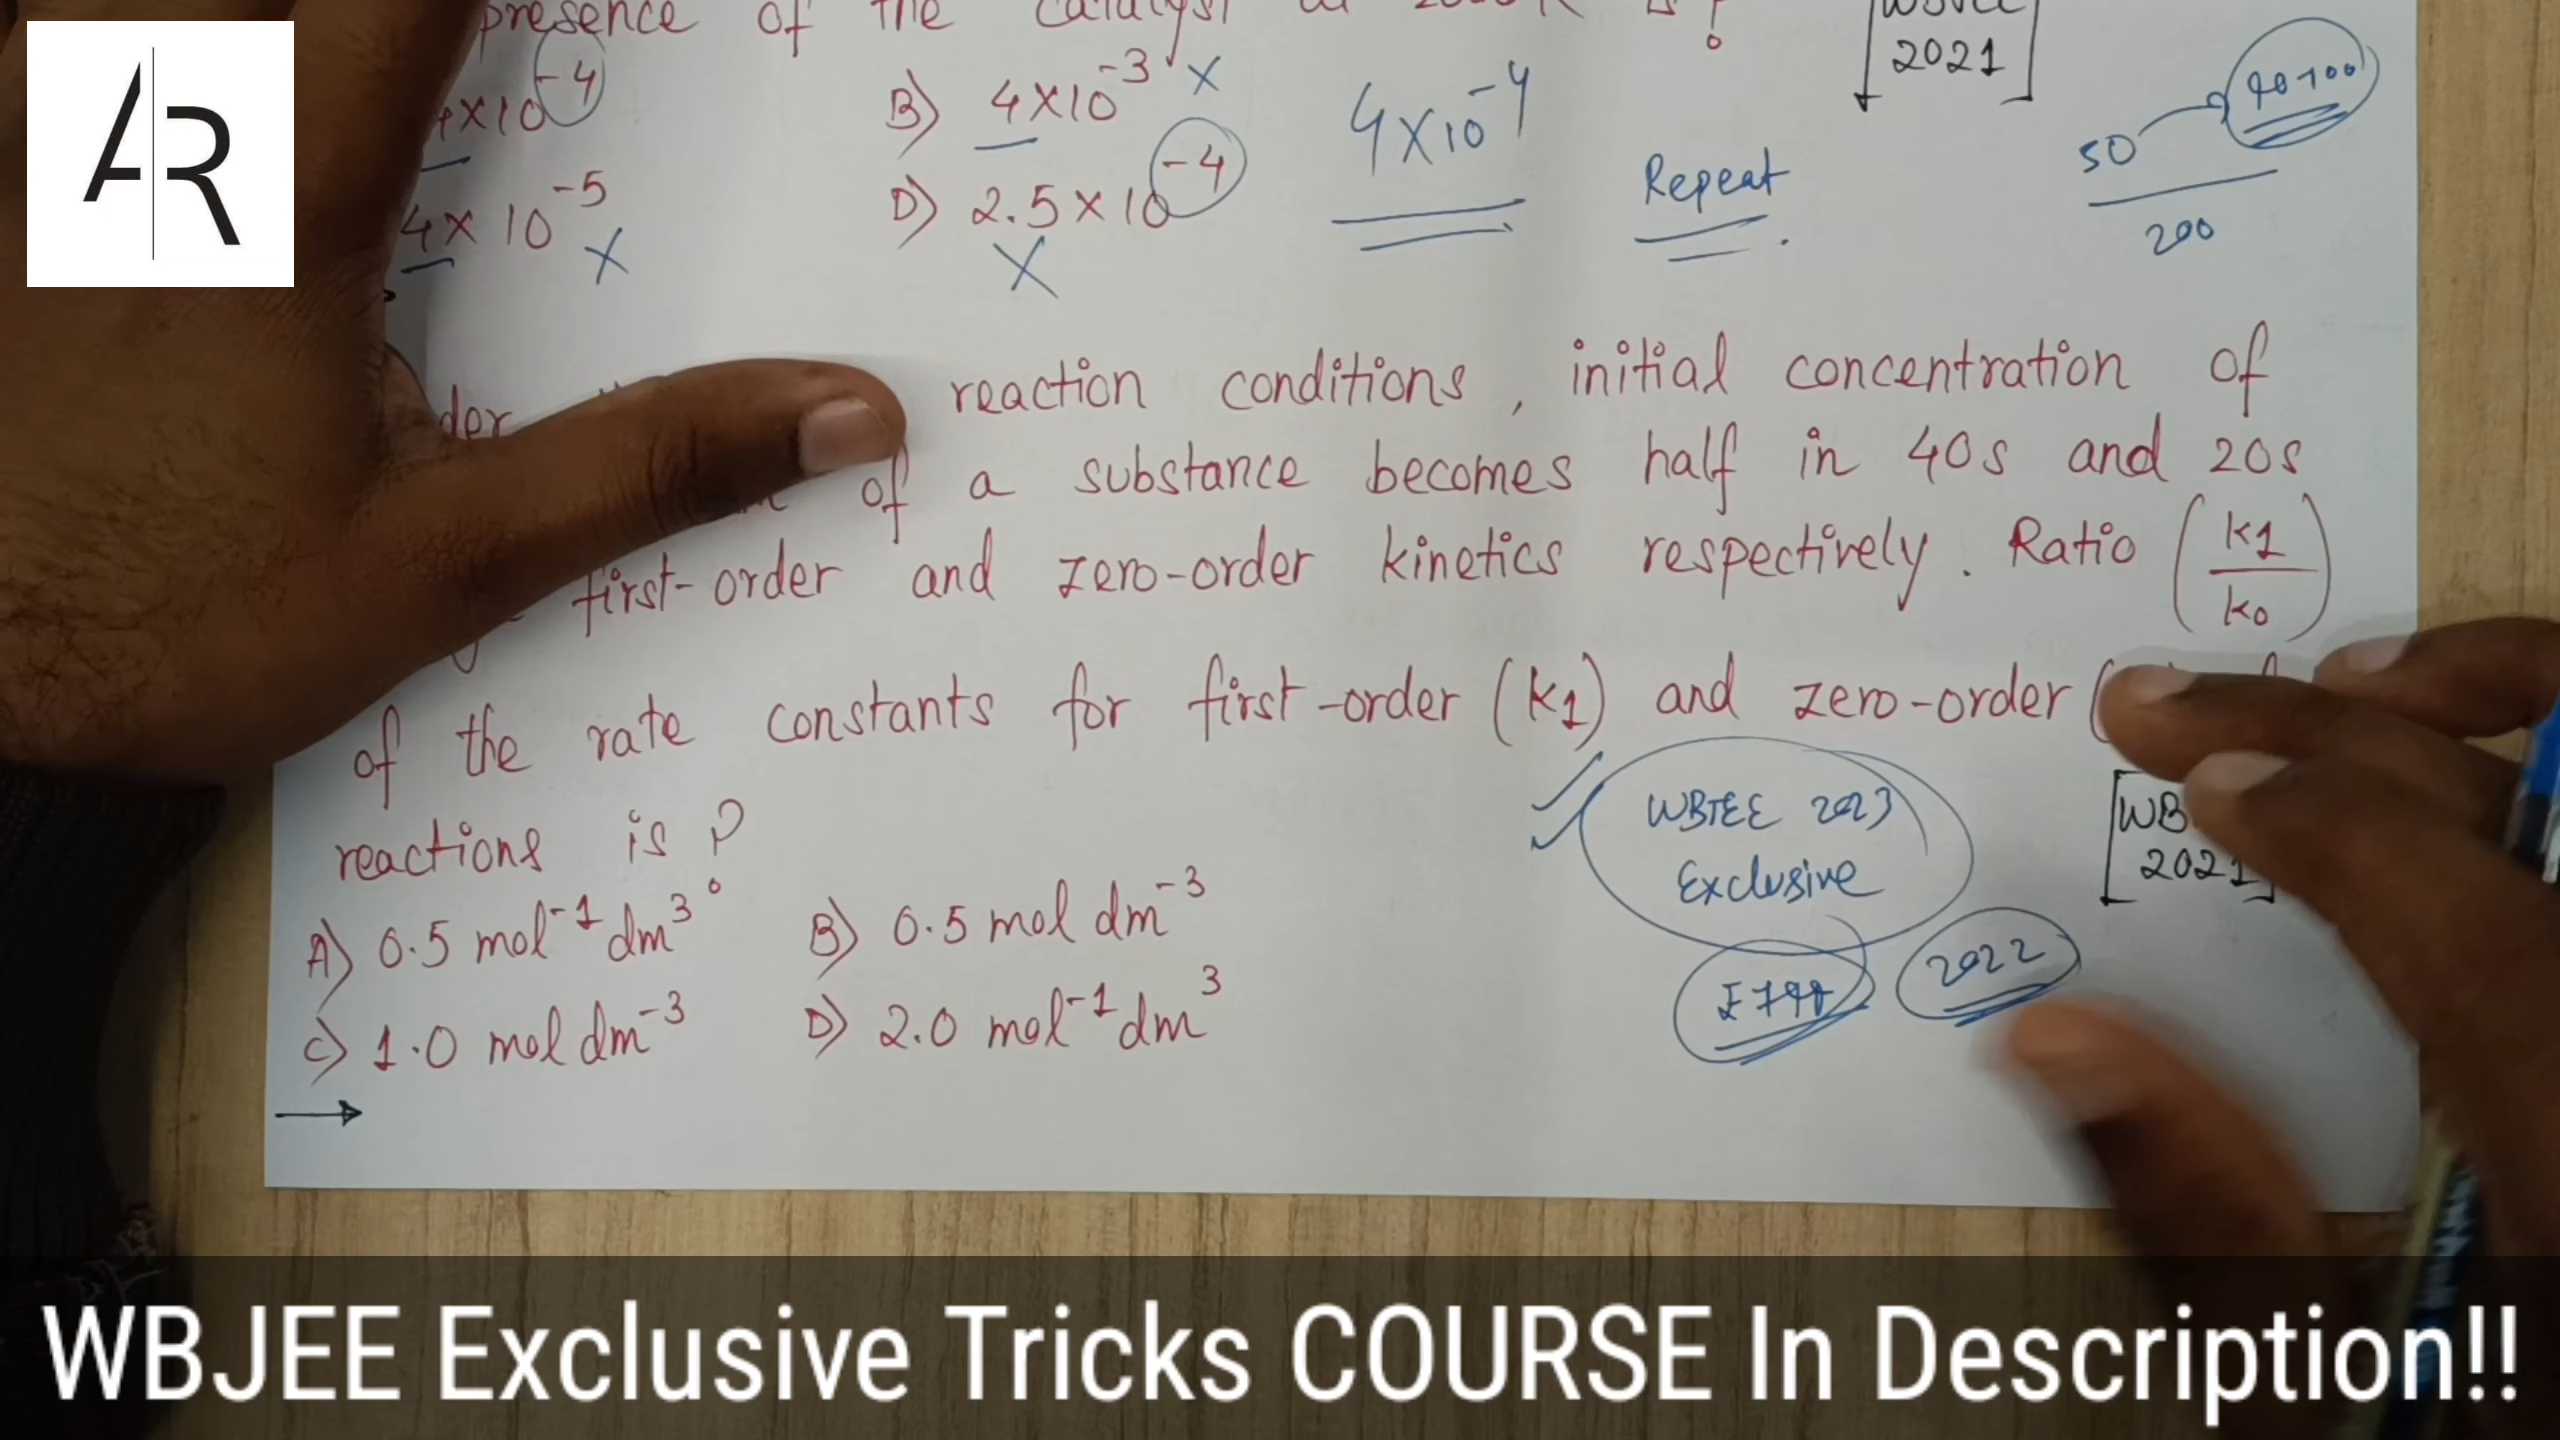 AR
presence of the catalyst
2021
×10⁻⁴
B) 4×10⁻³ ×
4×10⁻⁴
4×10⁻⁵ ×
D) 2.5×10⁻⁴ ×
Repeat
50
200
reaction conditions, initial concentration of
of a substance becomes half in 40s and 20s
first-order and zero-order kinetics respectively. Ratio (k1/k0)
of the rate constants for first-order (k1) and zero-order (
reactions is ?
WBJEE 2023
Exclusive
2021
2022
A) 0.5 mol⁻¹ dm³
B) 0.5 mol dm⁻³
C) 1.0 mol dm⁻³
D) 2.0 mol⁻¹ dm³
WBJEE Exclusive Tricks COURSE In Description!!